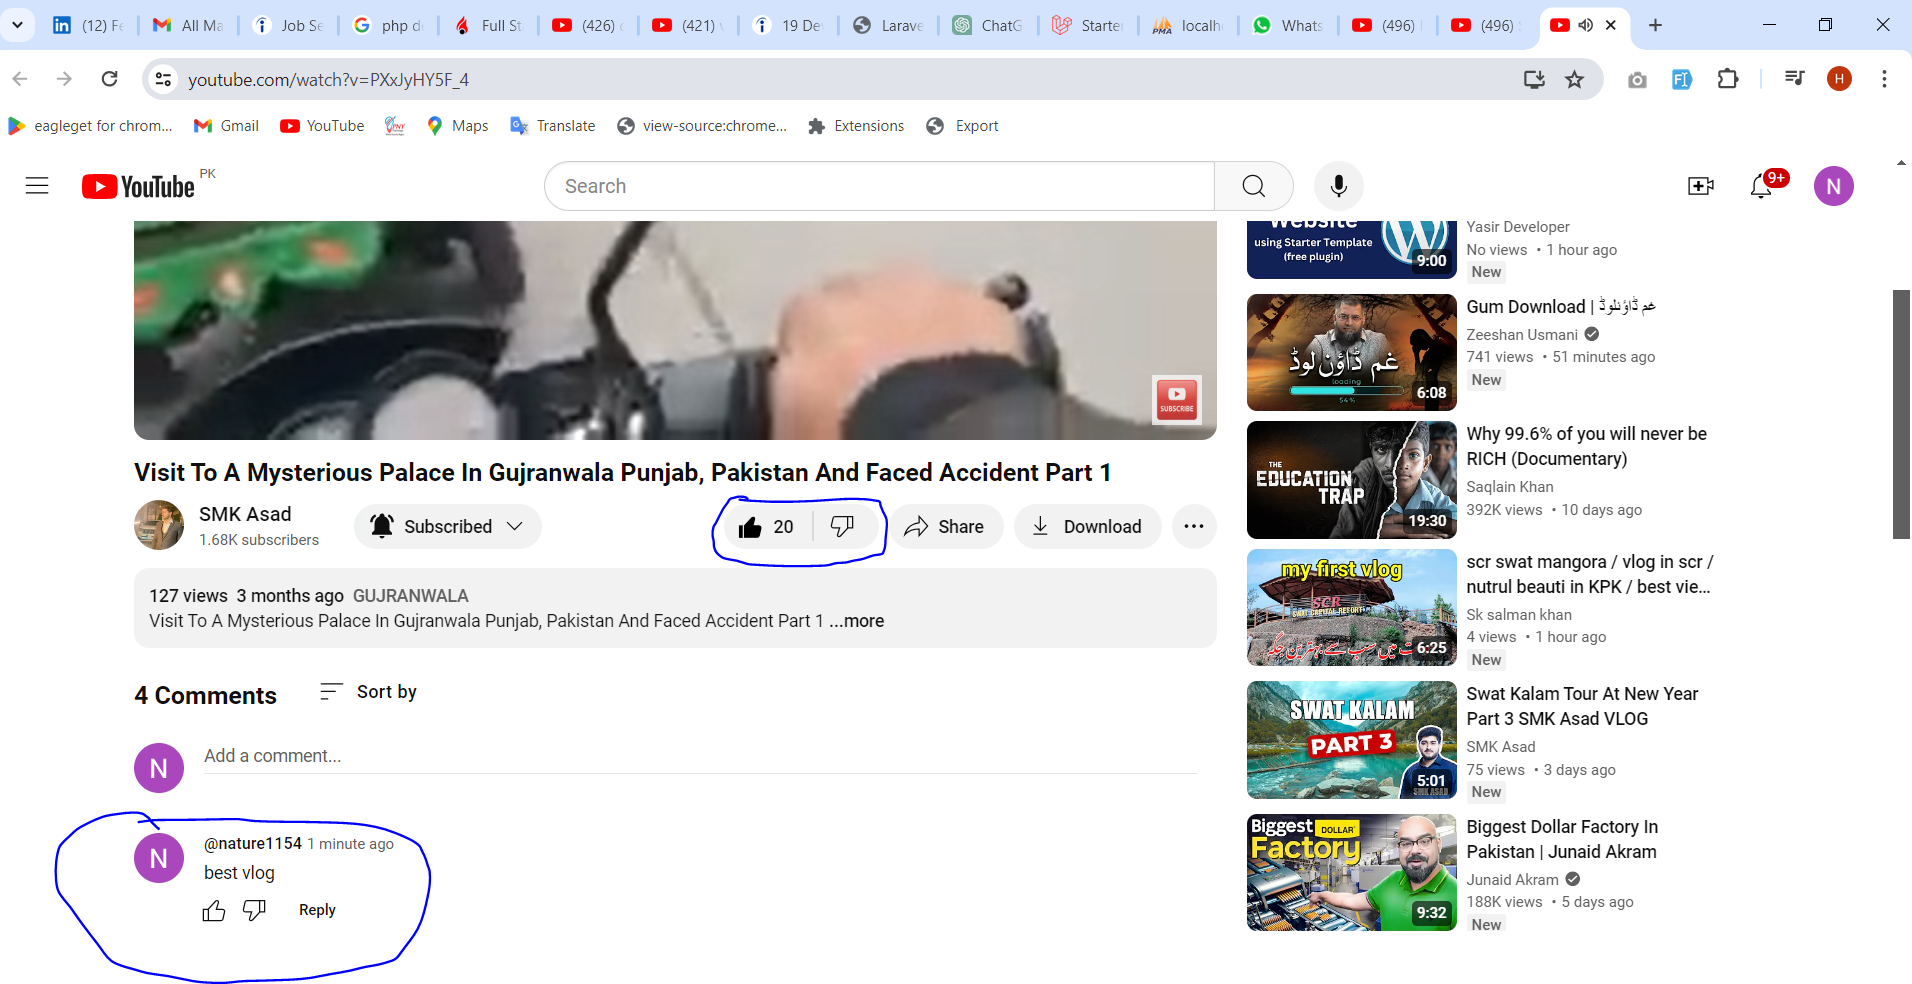 (12) Fe
All Ma
Job Se
php de
Full St
(426)
(421)
19 De
Larave
ChatG
Starter
localh
Whats
(496)
(496)
youtube.com/watch?v=PXxJyHY5F_4
H
eagleget for chrom...
Gmail
YouTube
Maps
Translate
view-source:chrome...
Extensions
Export
YouTube PK
Search
9+
N
SUBSCRIBE
Visit To A Mysterious Palace In Gujranwala Punjab, Pakistan And Faced Accident Part 1
SMK Asad
1.68K subscribers
Subscribed
20
Share
Download
127 views 3 months ago GUJRANWALA
Visit To A Mysterious Palace In Gujranwala Punjab, Pakistan And Faced Accident Part 1 ...more
4 Comments
Sort by
N
Add a comment...
N
@nature1154 1 minute ago
best vlog
Reply
Website
using Starter Template
(free plugin)
9:00
Yasir Developer
No views • 1 hour ago
New
غم ڈاؤن لوڈ
loading
54%
6:08
Gum Download | غم ڈاؤنلوڈ
Zeeshan Usmani
741 views • 51 minutes ago
New
THE
EDUCATION
TRAP
19:30
Why 99.6% of you will never be
RICH (Documentary)
Saqlain Khan
392K views • 10 days ago
my first vlog
SCR
SWAT CAPITAL RESORT
6:25
scr swat mangora / vlog in scr /
nutrul beauti in KPK / best vie...
Sk salman khan
4 views • 1 hour ago
New
SWAT KALAM
PART 3
SMK ASAD
5:01
Swat Kalam Tour At New Year
Part 3 SMK Asad VLOG
SMK Asad
75 views • 3 days ago
New
Biggest DOLLAR
Factory
9:32
Biggest Dollar Factory In
Pakistan | Junaid Akram
Junaid Akram
188K views • 5 days ago
New